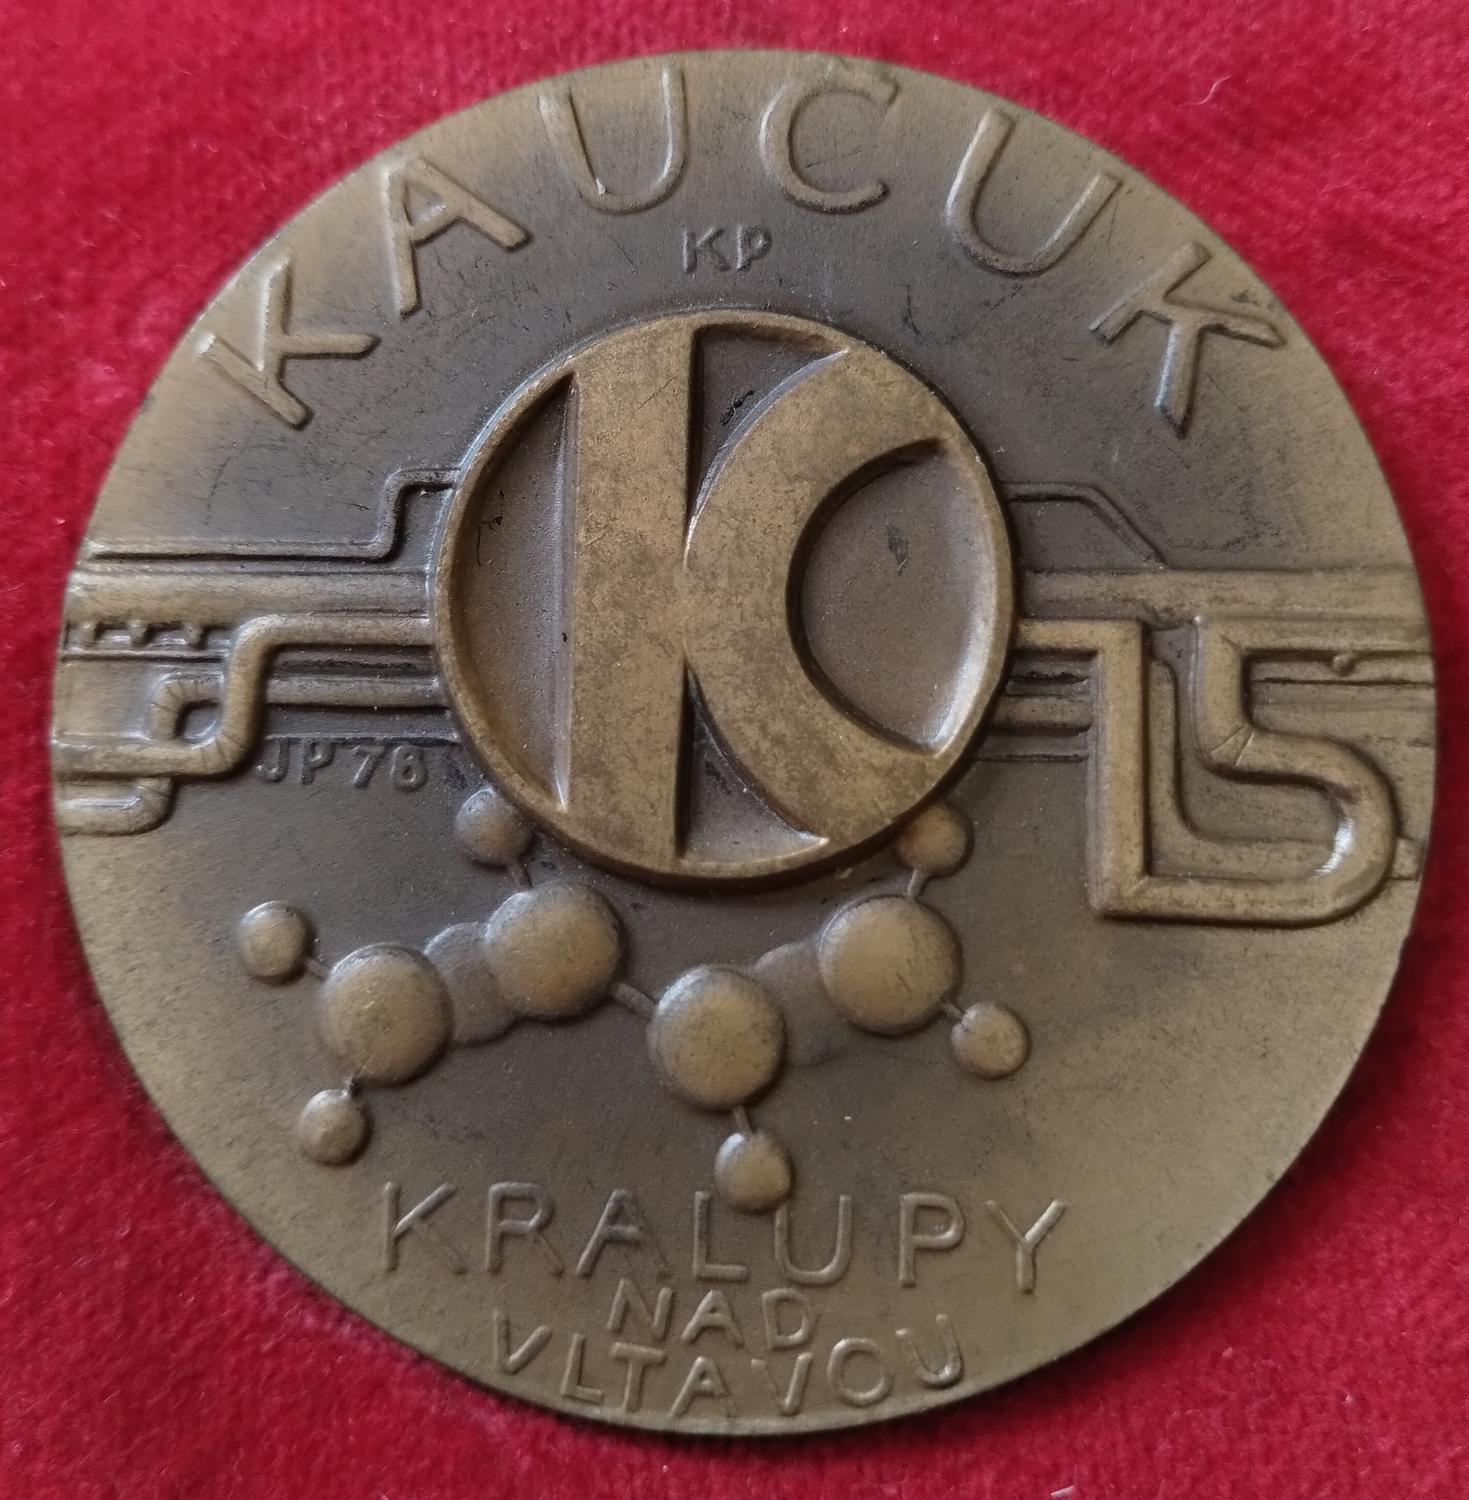 KAUČUK
KP
K
15
JP 78
KRALUPY
NAD
VLTAVOU